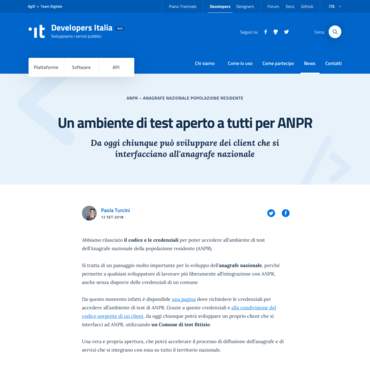 AgID + Team Digitale
Piano Triennale
Developers
Designers
Forum
Docs
GitHub
ITA
Developers Italia
Sviluppiamo i servizi pubblici
Seguici su
Cerca
Piattaforme
Software
API
Chi siamo
Come lo uso
Come partecipo
News
Contatti
ANPR – ANAGRAFE NAZIONALE POPOLAZIONE RESIDENTE
Un ambiente di test aperto a tutti per ANPR
Da oggi chiunque può sviluppare dei client che si
interfacciano all'anagrafe nazionale
Paola Turcini
12 SET 2018
Abbiamo rilasciato il codice e le credenziali per poter accedere all'ambiente di test
dell'Anagrafe nazionale della popolazione residente (ANPR).
Si tratta di un passaggio molto importante per lo sviluppo dell'anagrafe nazionale, perché
permette a qualsiasi sviluppatore di lavorare più liberamente all'integrazione con ANPR,
anche senza disporre delle credenziali di un comune
Da questo momento infatti è disponibile una pagina dove richiedere le credenziali per
accedere all'ambiente di test di ANPR. Grazie a queste credenziali e alla condivisione del
codice sorgente di un client, da oggi chiunque potrà sviluppare un proprio client che si
interfacci ad ANPR, utilizzando un Comune di test fittizio.
Una vera e propria apertura, che potrà accelerare il processo di diffusione dell'anagrafe e di
servizi che si integrano con essa su tutto il territorio nazionale.